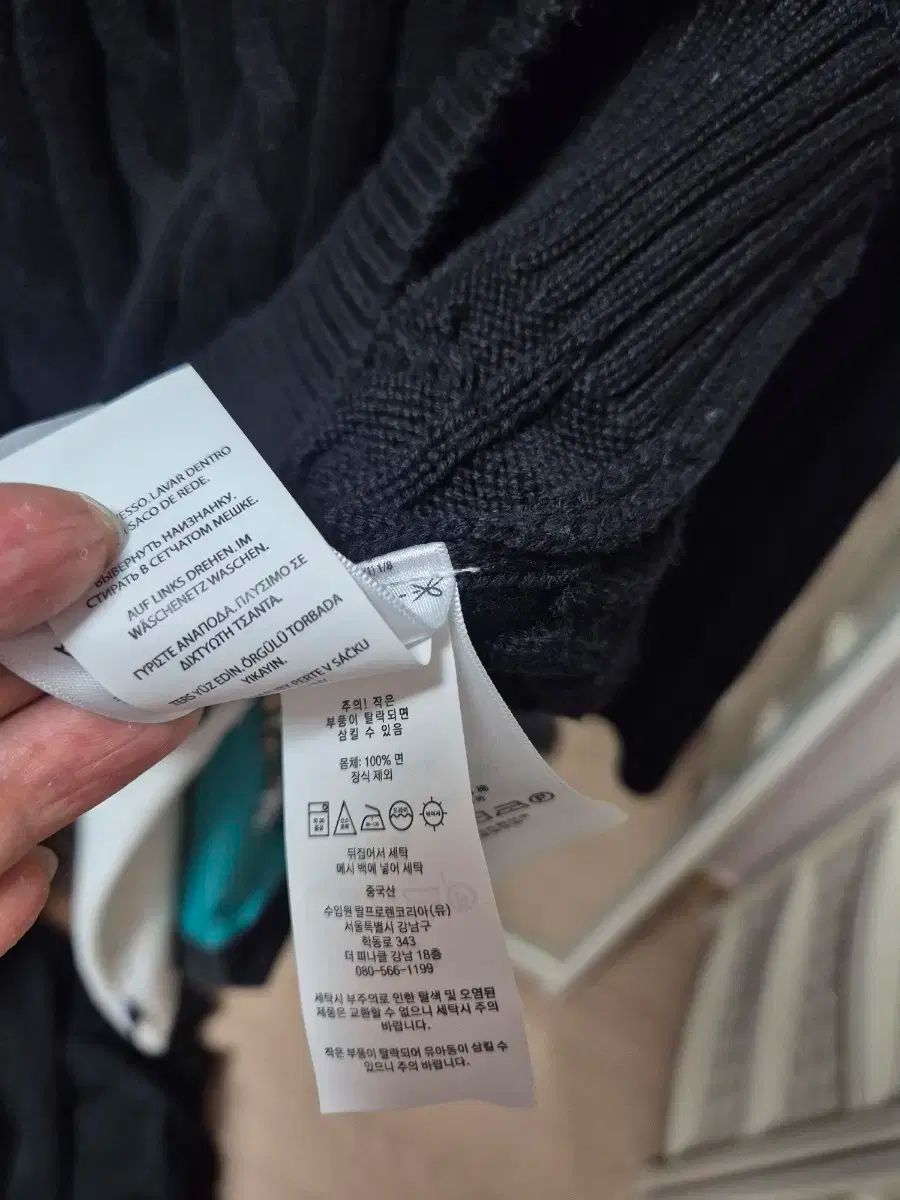 ESSO. LAVAR DENTRO
SACO DE REDE.
ВЫВЕРНУТЬ НАИЗНАНКУ.
СТИРАТЬ В СЕТЧАТОМ МЕШКЕ.
AUF LINKS DREHEN. IM
WÄSCHENETZ WASCHEN.
ΓΥΡΙΣΤΕ ΑΝΑΠΟΔΑ. ΠΛΥΣΙΜΟ ΣΕ
ΔΙΧΤΥΩΤΗ ΤΣΑΝΤΑ.
TERS YÜZ EDİN. ÖRGÜLÜ TORBADA
YIKAYIN.
PERTE V SÁČKU
1/8
주의! 작은
부품이 탈락되면
삼킬 수 있음
몸체: 100% 면
장식 제외
뒤집어서 세탁
메시 백에 넣어 세탁
중국산
수입원 랄프로렌코리아(유)
서울특별시 강남구
학동로 343
더 피나클 강남 18층
080-566-1199
세탁시 부주의로 인한 탈색 및 오염된
제품은 교환할 수 없으니 세탁시 주의
바랍니다.
작은 부품이 탈락되어 유아동이 삼킬 수
있으니 주의 바랍니다.